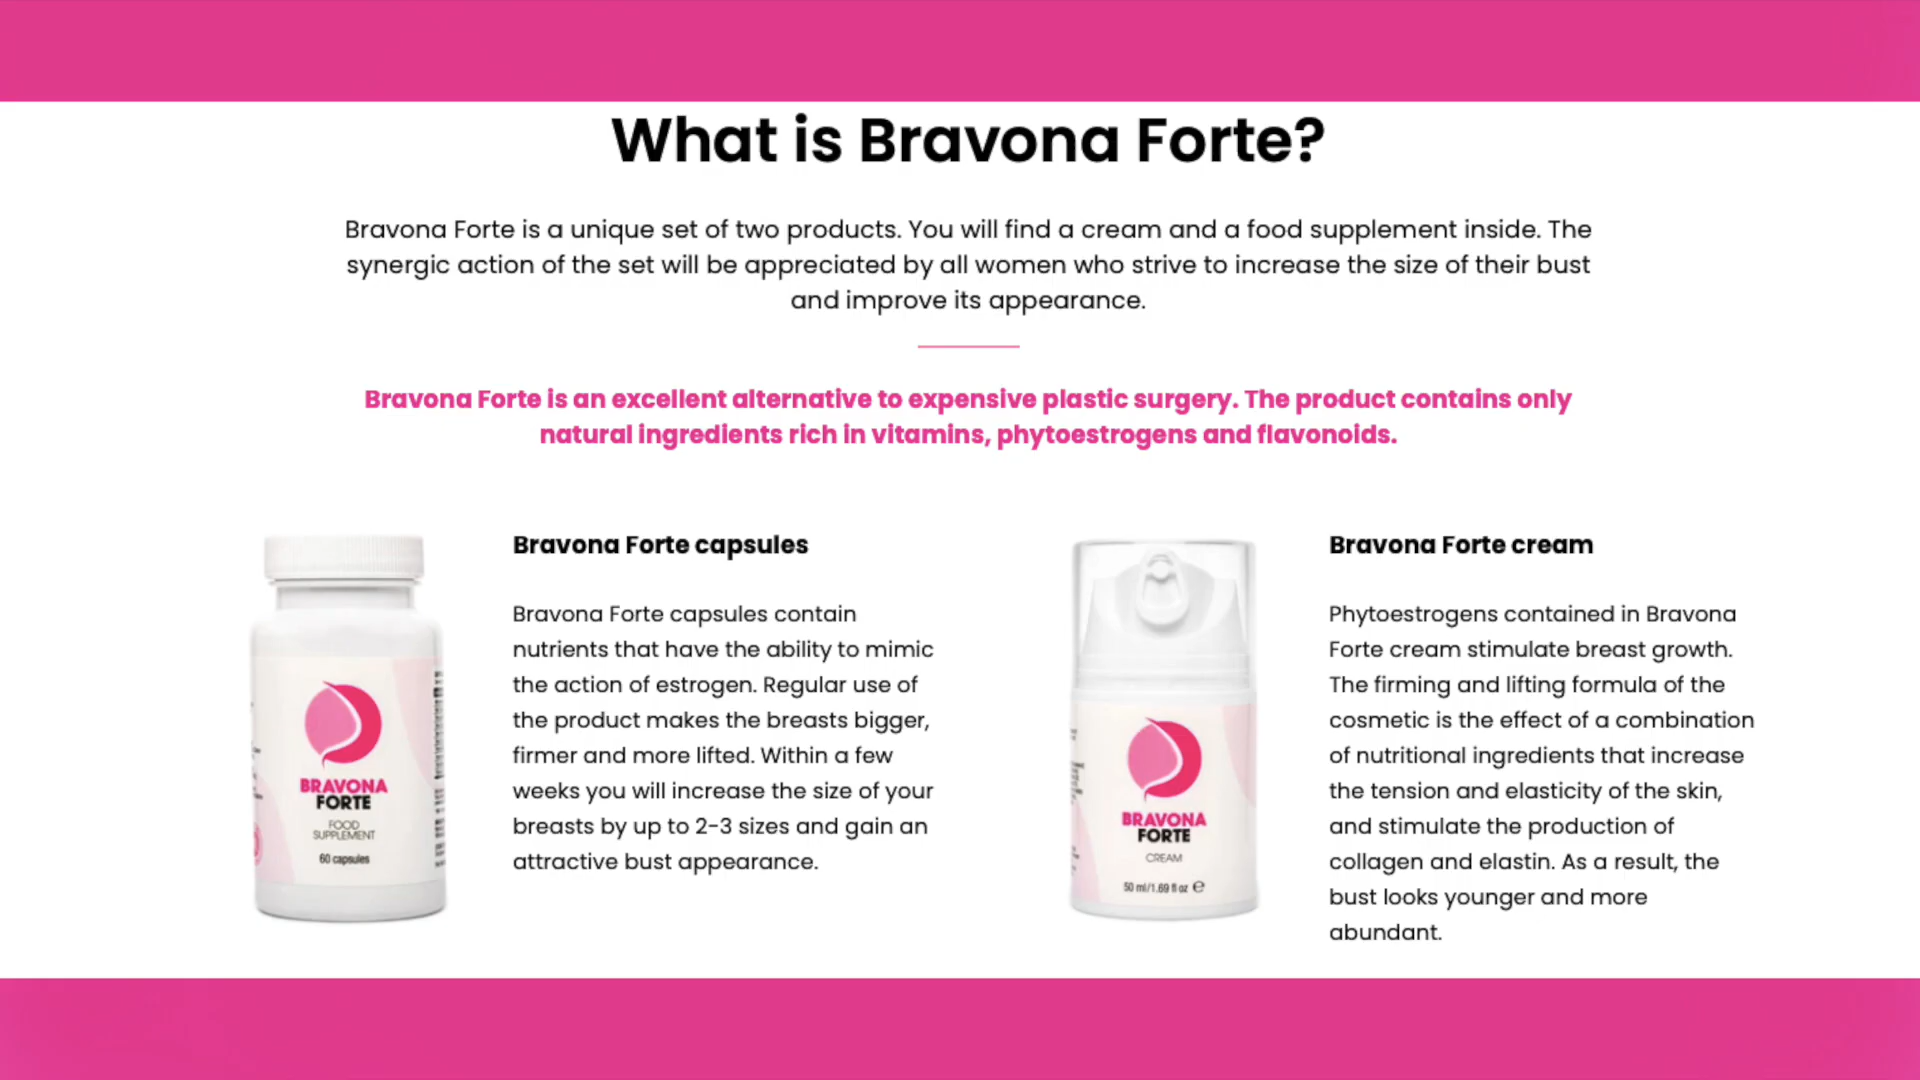 What is Bravona Forte?
Bravona Forte is a unique set of two products. You will find a cream and a food supplement inside. The
synergic action of the set will be appreciated by all women who strive to increase the size of their bust
and improve its appearance.
Bravona Forte is an excellent alternative to expensive plastic surgery. The product contains only
natural ingredients rich in vitamins, phytoestrogens and flavonoids.
BRAVONA
FORTE
FOOD
SUPPLEMENT
60 capsules
Bravona Forte capsules
Bravona Forte capsules contain
nutrients that have the ability to mimic
the action of estrogen. Regular use of
the product makes the breasts bigger,
firmer and more lifted. Within a few
weeks you will increase the size of your
breasts by up to 2-3 sizes and gain an
attractive bust appearance.
BRAVONA
FORTE
CREAM
50 ml/1.69 fl oz ℮
Bravona Forte cream
Phytoestrogens contained in Bravona
Forte cream stimulate breast growth.
The firming and lifting formula of the
cosmetic is the effect of a combination
of nutritional ingredients that increase
the tension and elasticity of the skin,
and stimulate the production of
collagen and elastin. As a result, the
bust looks younger and more
abundant.